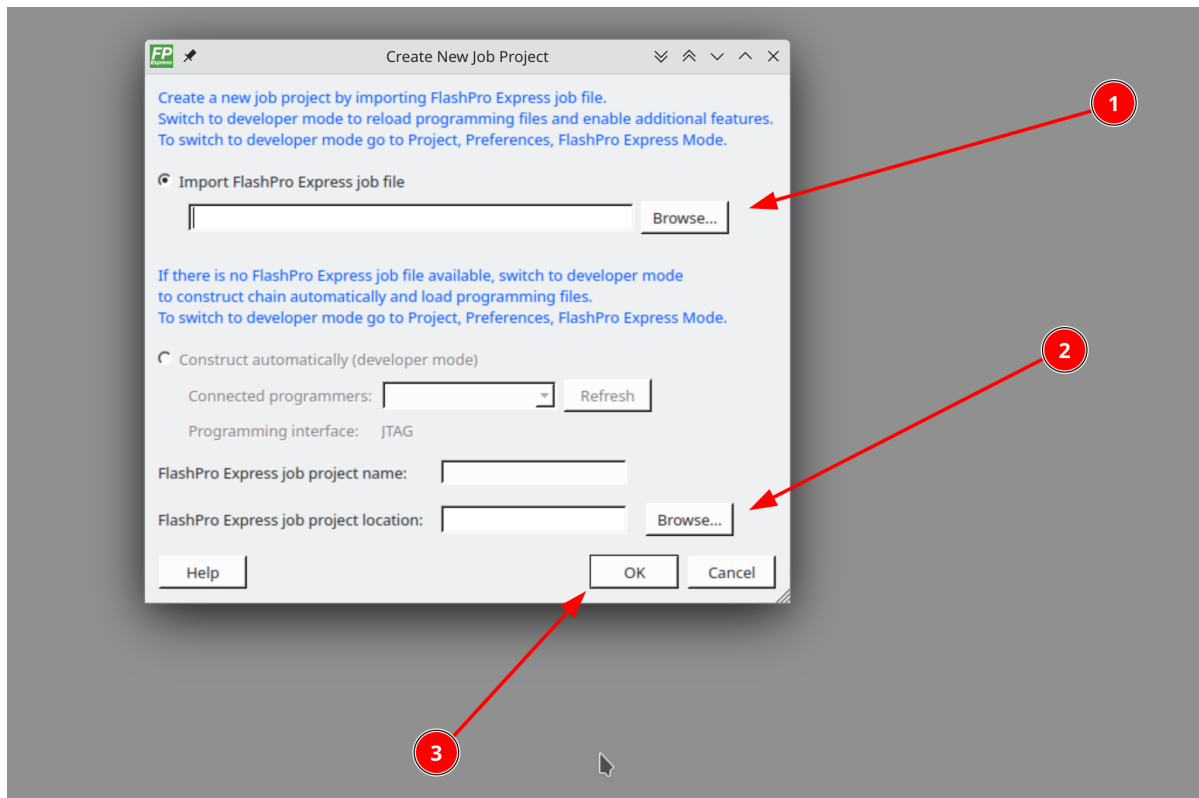 FP
Express
Create New Job Project
Create a new job project by importing FlashPro Express job file.
Switch to developer mode to reload programming files and enable additional features.
To switch to developer mode go to Project, Preferences, FlashPro Express Mode.
1
Import FlashPro Express job file
Browse...
If there is no FlashPro Express job file available, switch to developer mode
to construct chain automatically and load programming files.
To switch to developer mode go to Project, Preferences, FlashPro Express Mode.
2
Construct automatically (developer mode)
Connected programmers:
Refresh
Programming interface: JTAG
FlashPro Express job project name:
FlashPro Express job project location:
Browse...
Help
OK
Cancel
3